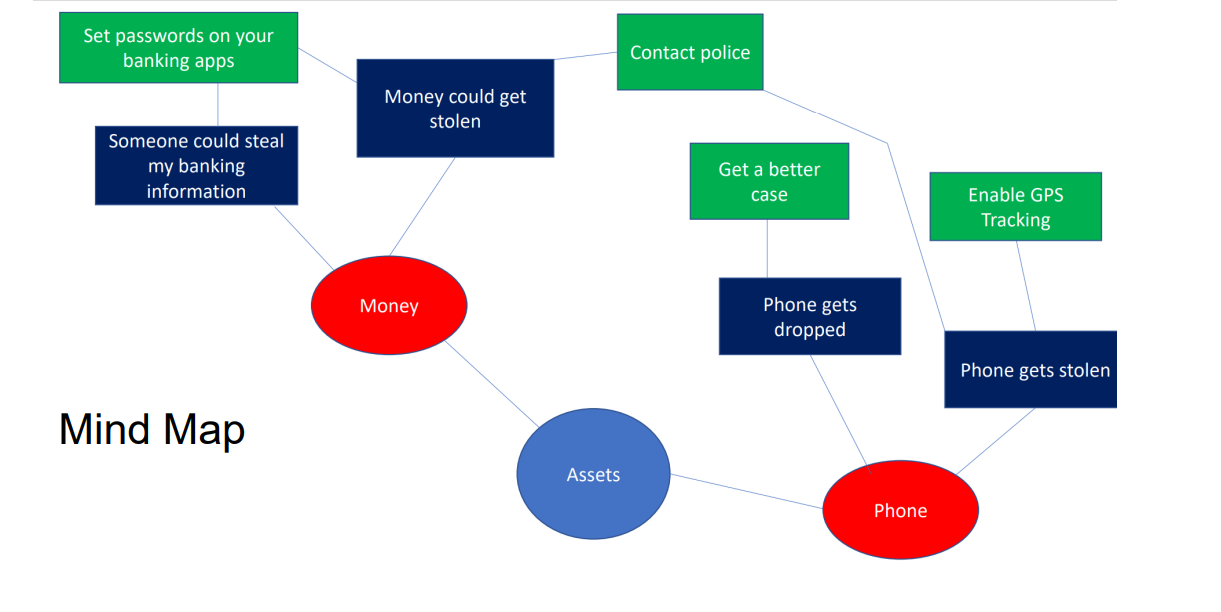 Set passwords on your
banking apps
Contact police
Money could get
stolen
Someone could steal
my banking
information
Get a better
case
Enable GPS
Tracking
Money
Phone gets
dropped
Phone gets stolen
Mind Map
Assets
Phone